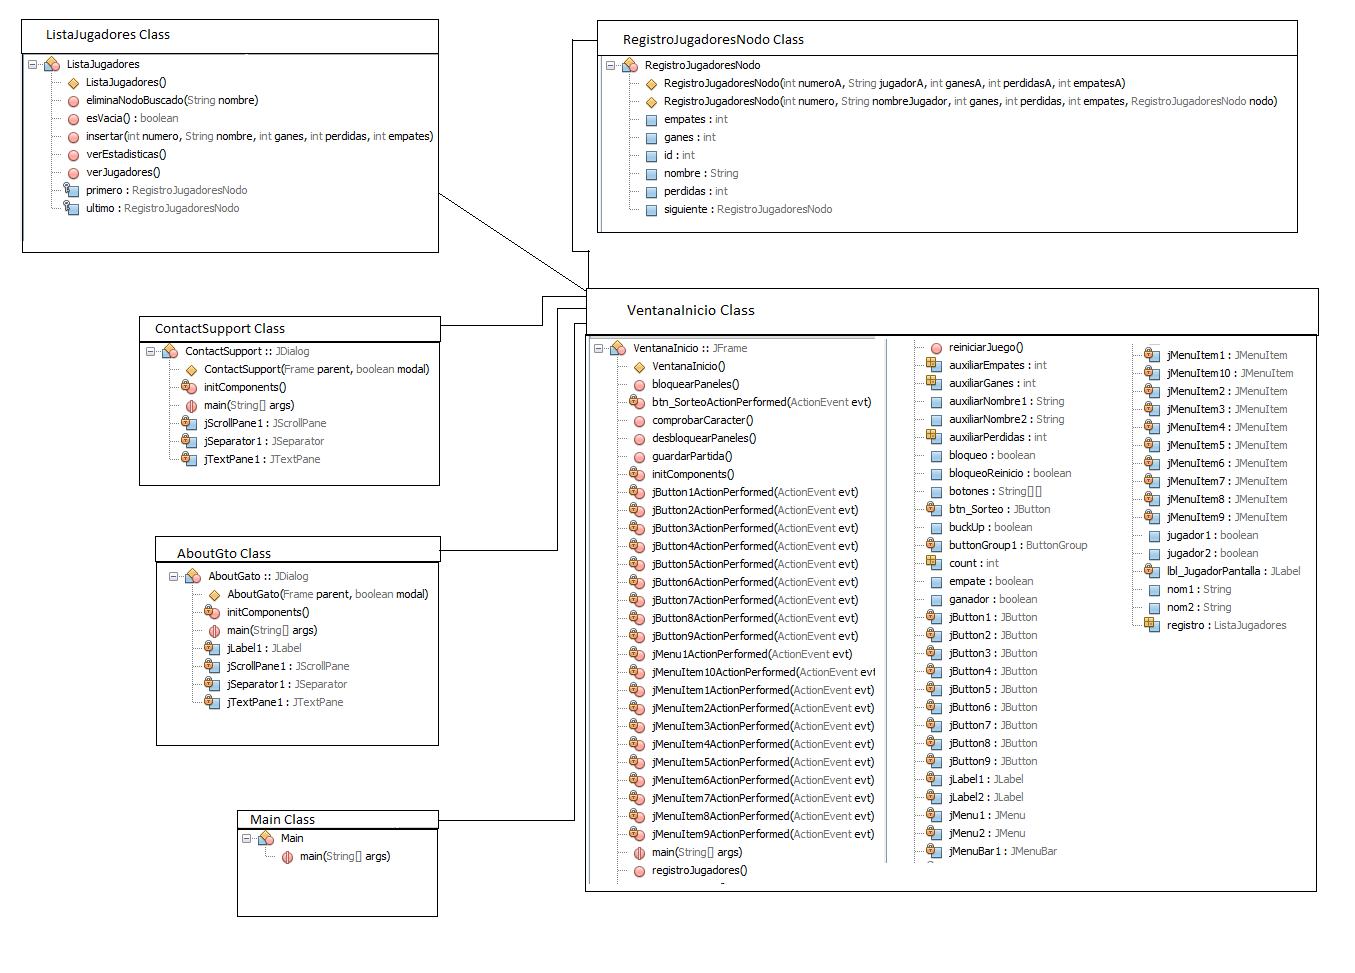 ListaJugadores Class
ListaJugadores
ListaJugadores()
eliminaNodoBuscado(String nombre)
esVacia() : boolean
insertar(int numero, String nombre, int ganes, int perdidas, int empates)
verEstadisticas()
verJugadores()
primero : RegistroJugadoresNodo
ultimo : RegistroJugadoresNodo
RegistroJugadoresNodo Class
RegistroJugadoresNodo
RegistroJugadoresNodo(int numeroA, String jugadorA, int ganesA, int perdidasA, int empatesA)
RegistroJugadoresNodo(int numero, String nombreJugador, int ganes, int perdidas, int empates, RegistroJugadoresNodo nodo)
empates : int
ganes : int
id : int
nombre : String
perdidas : int
siguiente : RegistroJugadoresNodo
ContactSupport Class
ContactSupport :: JDialog
ContactSupport(Frame parent, boolean modal)
initComponents()
main(String[] args)
jScrollPane1 : JScrollPane
jSeparator1 : JSeparator
jTextPane1 : JTextPane
AboutGto Class
AboutGato :: JDialog
AboutGato(Frame parent, boolean modal)
initComponents()
main(String[] args)
jLabel1 : JLabel
jScrollPane1 : JScrollPane
jSeparator1 : JSeparator
jTextPane1 : JTextPane
Main Class
Main
main(String[] args)
VentanaInicio Class
VentanaInicio :: JFrame
VentanaInicio()
bloquearPaneles()
btn_SorteoActionPerformed(ActionEvent evt)
comprobarCaracter()
desbloquearPaneles()
guardarPartida()
initComponents()
jButton1ActionPerformed(ActionEvent evt)
jButton2ActionPerformed(ActionEvent evt)
jButton3ActionPerformed(ActionEvent evt)
jButton4ActionPerformed(ActionEvent evt)
jButton5ActionPerformed(ActionEvent evt)
jButton6ActionPerformed(ActionEvent evt)
jButton7ActionPerformed(ActionEvent evt)
jButton8ActionPerformed(ActionEvent evt)
jButton9ActionPerformed(ActionEvent evt)
jMenu1ActionPerformed(ActionEvent evt)
jMenuItem10ActionPerformed(ActionEvent evt
jMenuItem1ActionPerformed(ActionEvent evt)
jMenuItem2ActionPerformed(ActionEvent evt)
jMenuItem3ActionPerformed(ActionEvent evt)
jMenuItem4ActionPerformed(ActionEvent evt)
jMenuItem5ActionPerformed(ActionEvent evt)
jMenuItem6ActionPerformed(ActionEvent evt)
jMenuItem7ActionPerformed(ActionEvent evt)
jMenuItem8ActionPerformed(ActionEvent evt)
jMenuItem9ActionPerformed(ActionEvent evt)
main(String[] args)
registroJugadores()
reiniciarJuego()
auxiliarEmpates : int
auxiliarGanes : int
auxiliarNombre1 : String
auxiliarNombre2 : String
auxiliarPerdidas : int
bloqueo : boolean
bloqueoReinicio : boolean
botones : String[][]
btn_Sorteo : JButton
buckUp : boolean
buttonGroup1 : ButtonGroup
count : int
empate : boolean
ganador : boolean
jButton1 : JButton
jButton2 : JButton
jButton3 : JButton
jButton4 : JButton
jButton5 : JButton
jButton6 : JButton
jButton7 : JButton
jButton8 : JButton
jButton9 : JButton
jLabel1 : JLabel
jLabel2 : JLabel
jMenu1 : JMenu
jMenu2 : JMenu
jMenuBar1 : JMenuBar
jMenuItem1 : JMenuItem
jMenuItem10 : JMenuItem
jMenuItem2 : JMenuItem
jMenuItem3 : JMenuItem
jMenuItem4 : JMenuItem
jMenuItem5 : JMenuItem
jMenuItem6 : JMenuItem
jMenuItem7 : JMenuItem
jMenuItem8 : JMenuItem
jMenuItem9 : JMenuItem
jugador1 : boolean
jugador2 : boolean
lbl_JugadorPantalla : JLabel
nom1 : String
nom2 : String
registro : ListaJugadores